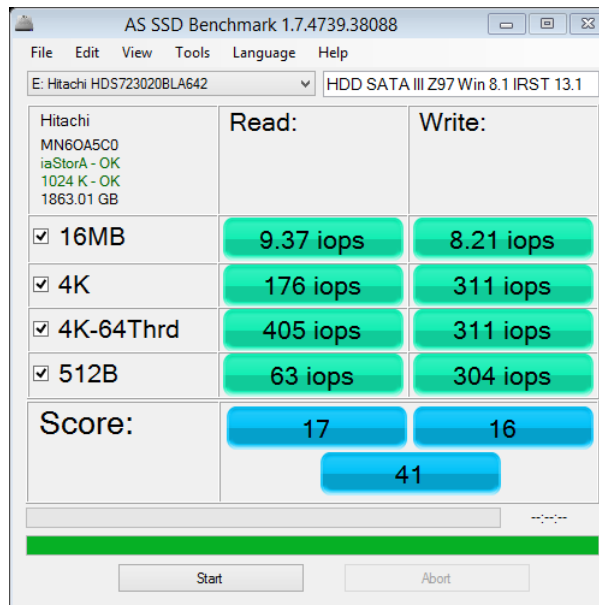 AS SSD Benchmark 1.7.4739.38088
File Edit View Tools Language Help
E: Hitachi HDS723020BLA642 HDD SATA III Z97 Win 8.1 IRST 13.1
Hitachi
MN6OA5C0
iaStorA - OK
1024 K - OK
1863.01 GB
Read: Write:
16MB 9.37 iops 8.21 iops
4K 176 iops 311 iops
4K-64Thrd 405 iops 311 iops
512B 63 iops 304 iops
Score: 17 16
41
--:--:--
Start Abort